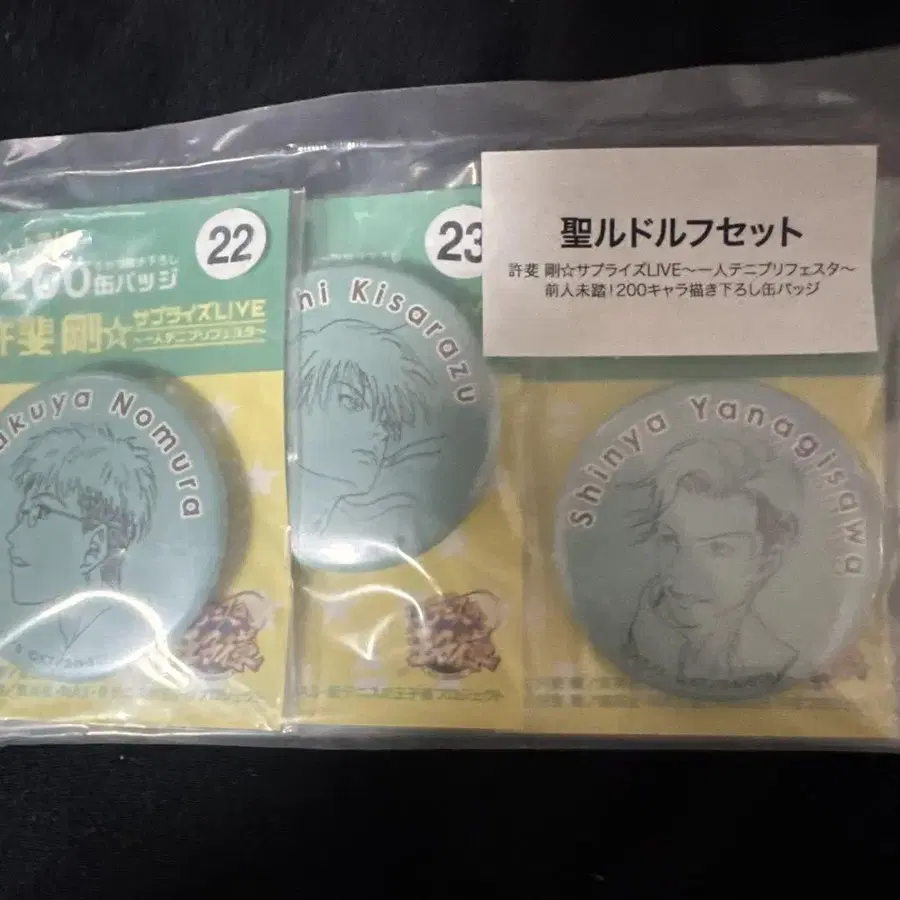 22
200
缶バッジ
サプライズLIVE
斐 剛☆
~一人テニプリフェスタ~
akuya Nomura
23
hi Kisarazu
聖ルドルフセット
許斐 剛☆サプライズLIVE~一人テニプリフェスタ~
前人未踏!200キャラ描き下ろし缶バッジ
Shinya Yanagisawa